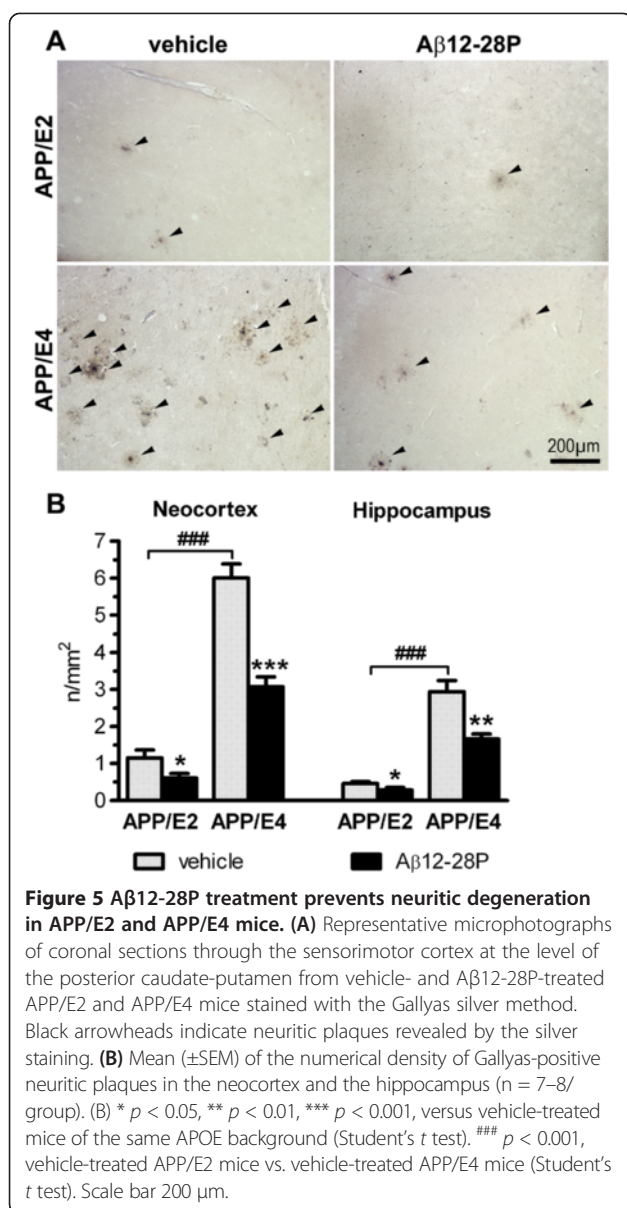 A
vehicle Aβ12-28P
APP/E2
APP/E4
200µm
B
Neocortex Hippocampus
7
6
5
4
3
2
1
0
n/mm²
###
***
*
###
**
*
APP/E2 APP/E4 APP/E2 APP/E4
vehicle Aβ12-28P
Figure 5 Aβ12-28P treatment prevents neuritic degeneration
in APP/E2 and APP/E4 mice. (A) Representative microphotographs
of coronal sections through the sensorimotor cortex at the level of
the posterior caudate-putamen from vehicle- and Aβ12-28P-treated
APP/E2 and APP/E4 mice stained with the Gallyas silver method.
Black arrowheads indicate neuritic plaques revealed by the silver
staining. (B) Mean (±SEM) of the numerical density of Gallyas-positive
neuritic plaques in the neocortex and the hippocampus (n = 7–8/
group). (B) * p < 0.05, ** p < 0.01, *** p < 0.001, versus vehicle-treated
mice of the same APOE background (Student's t test). ### p < 0.001,
vehicle-treated APP/E2 mice vs. vehicle-treated APP/E4 mice (Student's
t test). Scale bar 200 µm.